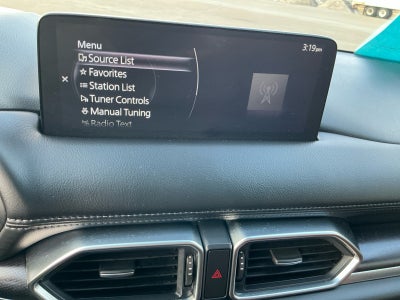 Menu
3:19pm
Source List
Favorites
Station List
Tuner Controls
Manual Tuning
Radio Text